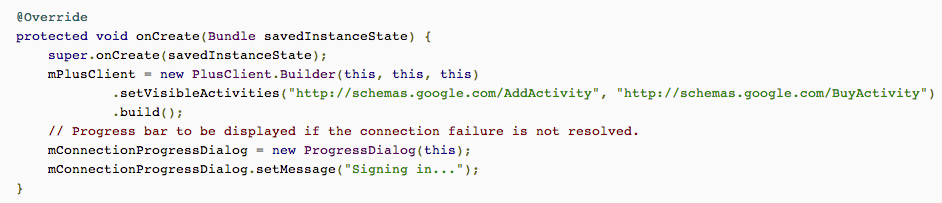 @Override
protected void onCreate(Bundle savedInstanceState) {
    super.onCreate(savedInstanceState);
    mPlusClient = new PlusClient.Builder(this, this, this)
            .setVisibleActivities("http://schemas.google.com/AddActivity", "http://schemas.google.com/BuyActivity")
            .build();
    // Progress bar to be displayed if the connection failure is not resolved.
    mConnectionProgressDialog = new ProgressDialog(this);
    mConnectionProgressDialog.setMessage("Signing in...");
}